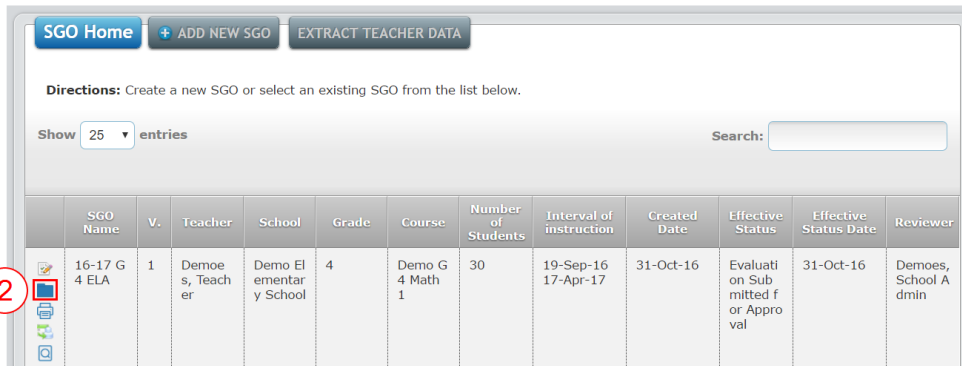 SGO Home ADD NEW SGO EXTRACT TEACHER DATA
Directions: Create a new SGO or select an existing SGO from the list below.
Show 25 entries Search:
SGO Name V. Teacher School Grade Course Number of Students Interval of instruction Created Date Effective Status Effective Status Date Reviewer
16-17 G 1 Demoe Demo El 4 Demo G 30 19-Sep-16 31-Oct-16 Evaluati 31-Oct-16 Demoes,
4 ELA s, Teach ementar 4 Math 17-Apr-17 on Sub School A
2 er y School 1 mitted f dmin
or Appro
val